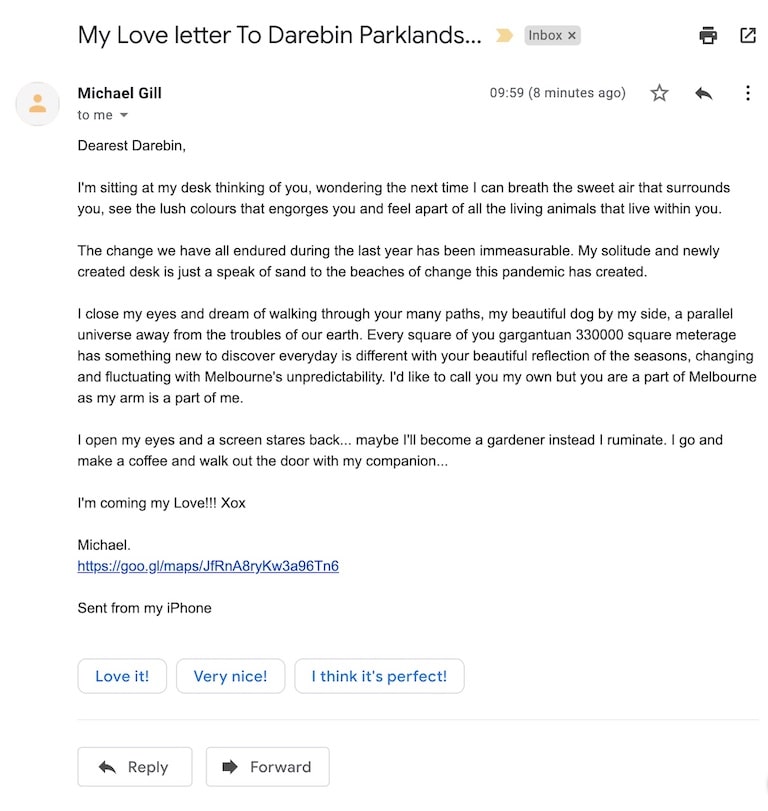 My Love letter To Darebin Parklands...
Inbox ×
Michael Gill
09:59 (8 minutes ago)
to me
Dearest Darebin,
I'm sitting at my desk thinking of you, wondering the next time I can breath the sweet air that surrounds
you, see the lush colours that engorges you and feel apart of all the living animals that live within you.
The change we have all endured during the last year has been immeasurable. My solitude and newly
created desk is just a speak of sand to the beaches of change this pandemic has created.
I close my eyes and dream of walking through your many paths, my beautiful dog by my side, a parallel
universe away from the troubles of our earth. Every square of you gargantuan 330000 square meterage
has something new to discover everyday is different with your beautiful reflection of the seasons, changing
and fluctuating with Melbourne's unpredictability. I'd like to call you my own but you are a part of Melbourne
as my arm is a part of me.
I open my eyes and a screen stares back... maybe I'll become a gardener instead I ruminate. I go and
make a coffee and walk out the door with my companion...
I'm coming my Love!!! Xox
Michael.
https://goo.gl/maps/JfRnA8ryKw3a96Tn6
Sent from my iPhone
Love it!
Very nice!
I think it's perfect!
Reply
Forward